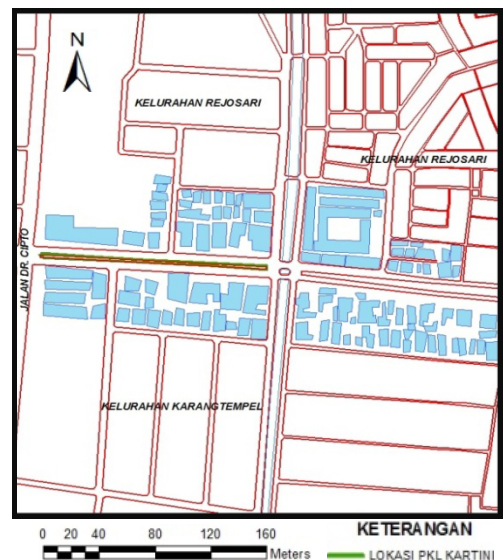 N
KELURAHAN REJOSARI
KELURAHAN REJOSARI
JALAN DR. CIPTO
KELURAHAN KARANGTEMPEL
0 20 40 80 120 160
Meters
KETERANGAN
LOKASI PKL KARTINI